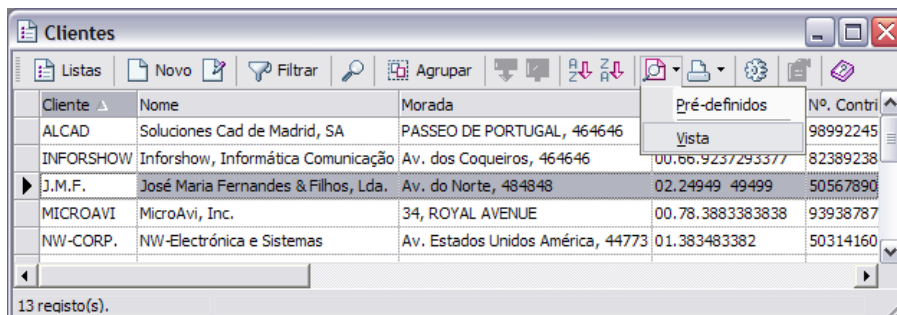 Clientes
Listas Novo Filtrar Agrupar
Cliente Nome Morada Nº. Contri
Pré-definidos
Vista
ALCAD Soluciones Cad de Madrid, SA PASSEO DE PORTUGAL, 464646 98992245
INFORSHOW Inforshow, Informática Comunicação Av. dos Coqueiros, 464646 00.66.9237293377 82389238
J.M.F. José Maria Fernandes & Filhos, Lda. Av. do Norte, 484848 02.24949 49499 50567890
MICROAVI MicroAvi, Inc. 34, ROYAL AVENUE 00.78.3883383838 93938787
NW-CORP. NW-Electrónica e Sistemas Av. Estados Unidos América, 44773 01.383483382 50314160
13 registo(s).